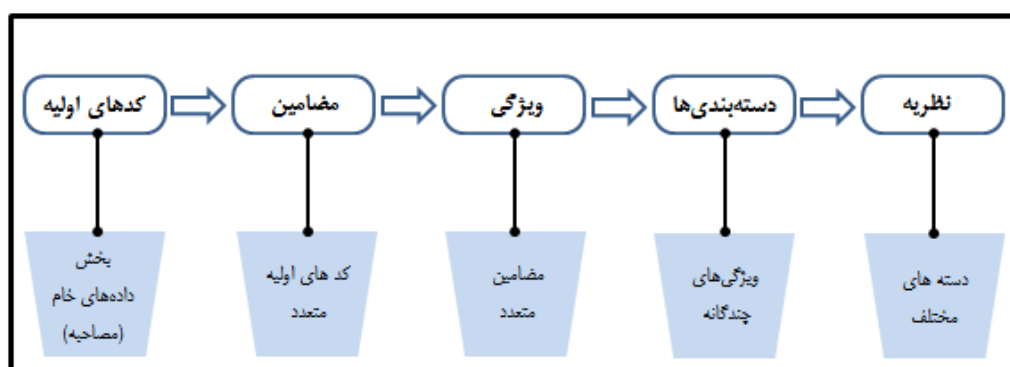 کدهای اولیه
مضامین
ویژگی
دسته‌بندی‌ها
نظریه
بخش
داده‌های خام
(مصاحبه)
کد های اولیه
متعدد
مضامین
متعدد
ویژگی‌های
چندگانه
دسته های
مختلف